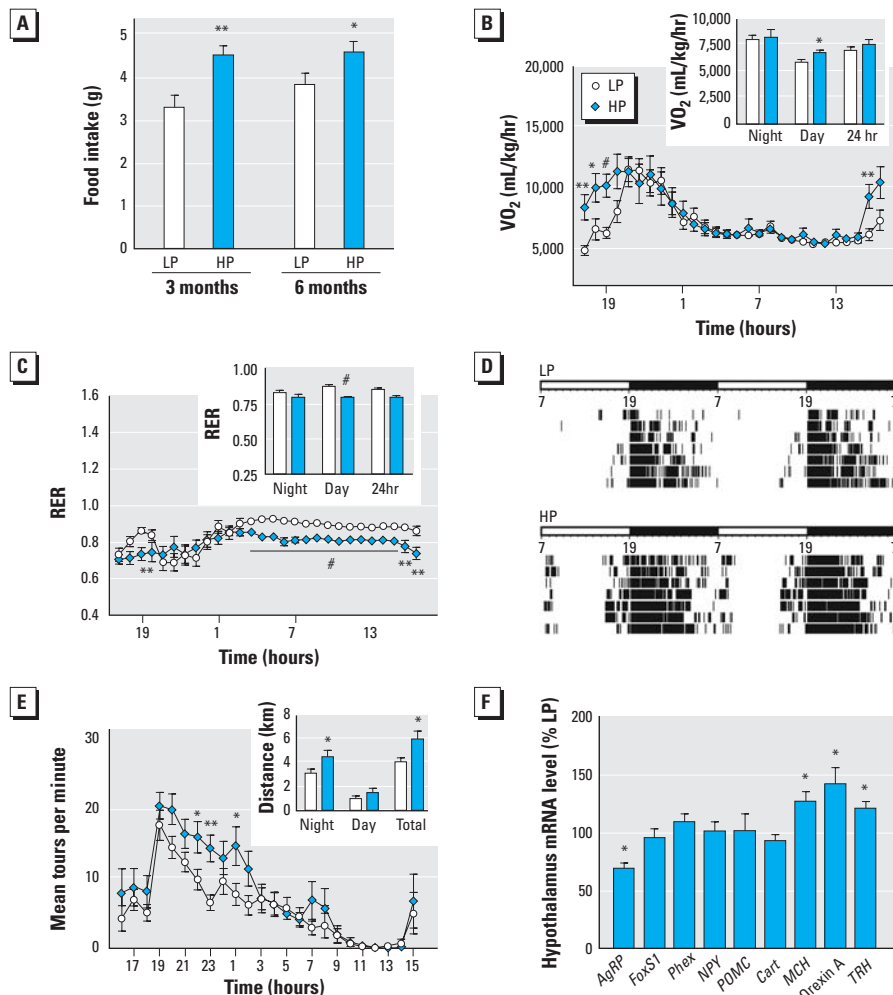 A
Food intake (g)
5
4
3
2
1
0
**
*
LP HP LP HP
3 months 6 months
B
VO2 (mL/kg/hr)
20,000
15,000
10,000
5,000
LP
HP
** * #
**
19 1 7 13
Time (hours)
VO2 (mL/kg/hr)
10,000
7,500
5,000
2,500
0
*
Night Day 24 hr
C
RER
1.6
1.4
1.2
1.0
0.8
0.6
0.4
**
#
**
**
19 1 7 13
Time (hours)
RER
1.00
0.75
0.50
0.25
#
Night Day 24hr
D
LP
7 19 7 19 7
HP
7 19 7 19 7
E
Mean tours per minute
30
20
10
0
* ** *
17 19 21 23 1 3 5 7 9 11 13 15
Time (hours)
Distance (km)
8
6
4
2
0
* *
Night Day Total
F
Hypothalamus mRNA level (% LP)
200
150
100
50
0
* * * *
AgRP FoxS1 Phex NPY POMC Cart MCH Orexin A TRH